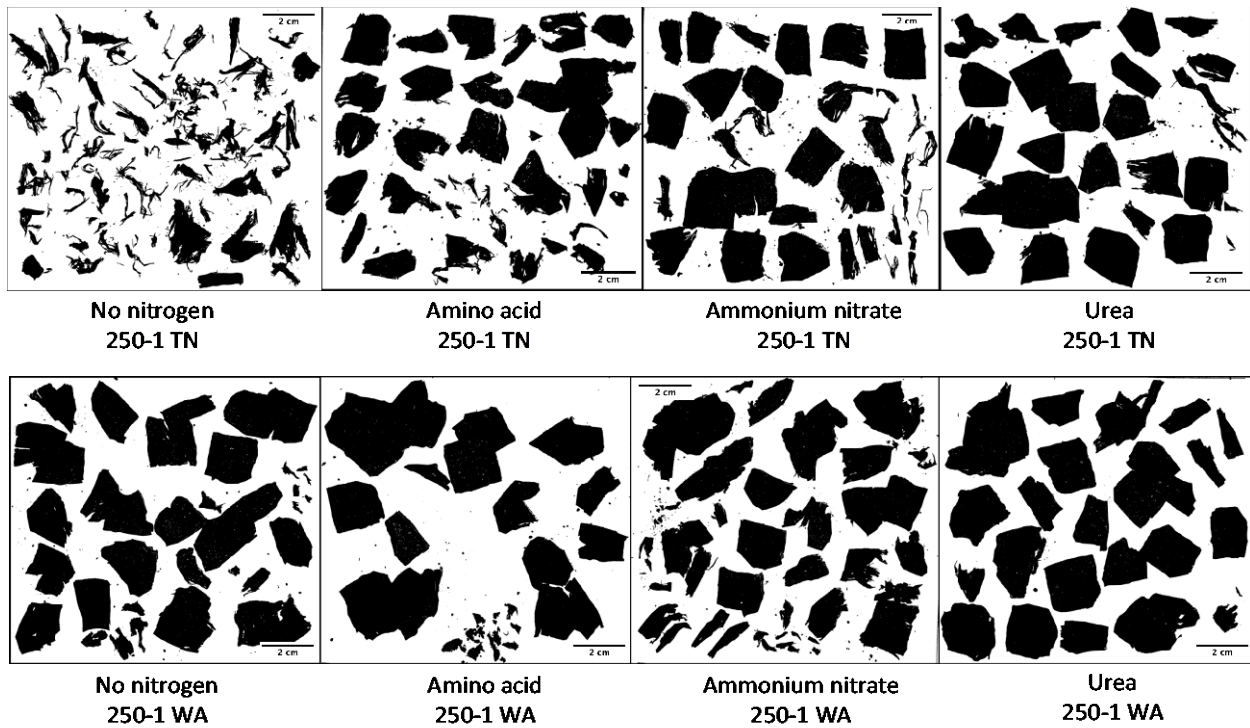 2 cm
2 cm
2 cm
2 cm
No nitrogen
250-1 TN
Amino acid
250-1 TN
Ammonium nitrate
250-1 TN
Urea
250-1 TN
2 cm
2 cm
2 cm
2 cm
No nitrogen
250-1 WA
Amino acid
250-1 WA
Ammonium nitrate
250-1 WA
Urea
250-1 WA